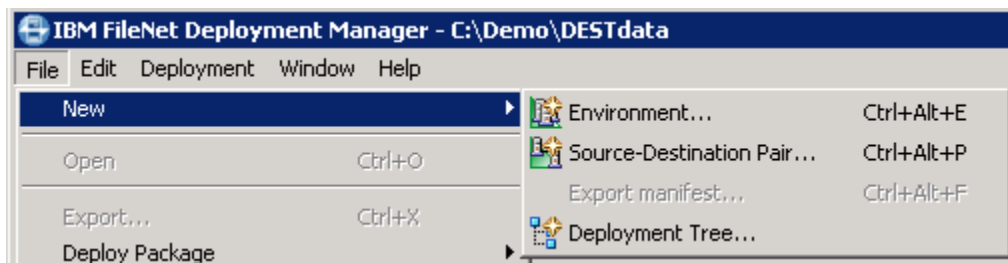 IBM FileNet Deployment Manager - C:\Demo\DESTdata
File Edit Deployment Window Help
New
Environment... Ctrl+Alt+E
Open Ctrl+O
Source-Destination Pair... Ctrl+Alt+P
Export manifest... Ctrl+Alt+F
Export... Ctrl+X
Deployment Tree...
Deploy Package